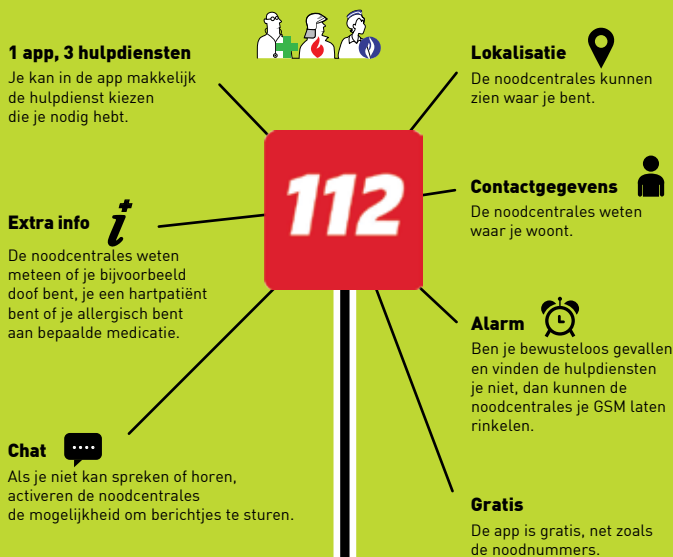 1 app, 3 hulpdiensten
Je kan in de app makkelijk
de hulpdienst kiezen
die je nodig hebt.
Lokalisatie
De noodcentrales kunnen
zien waar je bent.
112
Extra info
De noodcentrales weten
meteen of je bijvoorbeeld
doof bent, je een hartpatiënt
bent of je allergisch bent
aan bepaalde medicatie.
Contactgegevens
De noodcentrales weten
waar je woont.
Alarm
Ben je bewusteloos gevallen
en vinden de hulpdiensten
je niet, dan kunnen de
noodcentrales je GSM laten
rinkelen.
Chat
Als je niet kan spreken of horen,
activeren de noodcentrales
de mogelijkheid om berichtjes te sturen.
Gratis
De app is gratis, net zoals
de noodnummers.